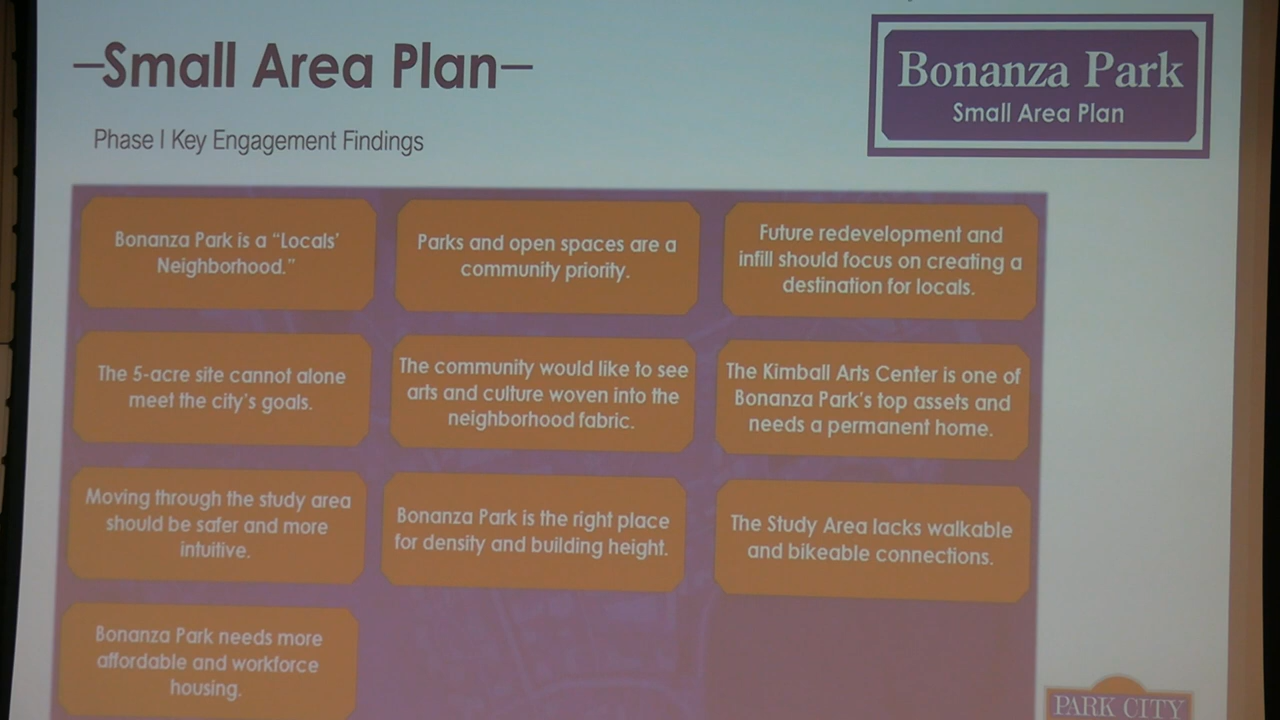 –Small Area Plan–
Bonanza Park
Small Area Plan
Phase I Key Engagement Findings
Bonanza Park is a “Locals’
Neighborhood.”
Parks and open spaces are a
community priority.
Future redevelopment and
infill should focus on creating a
destination for locals.
The 5-acre site cannot alone
meet the city’s goals.
The community would like to see
arts and culture woven into the
neighborhood fabric.
The Kimball Arts Center is one of
Bonanza Park’s top assets and
needs a permanent home.
Moving through the study area
should be safer and more
intuitive.
Bonanza Park is the right place
for density and building height.
The Study Area lacks walkable
and bikeable connections.
Bonanza Park needs more
affordable and workforce
housing.
PARK CITY